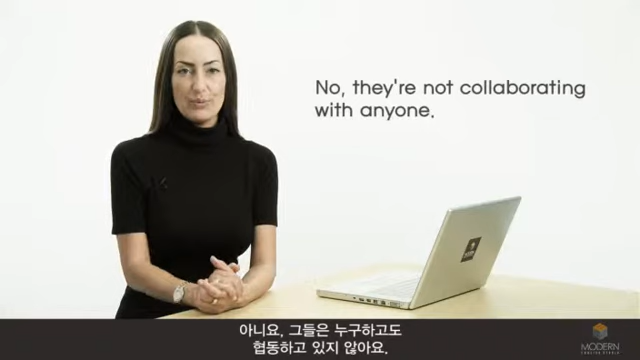 No, they're not collaborating
with anyone.
아니요, 그들은 누구하고도
협동하고 있지 않아요.
MODERN